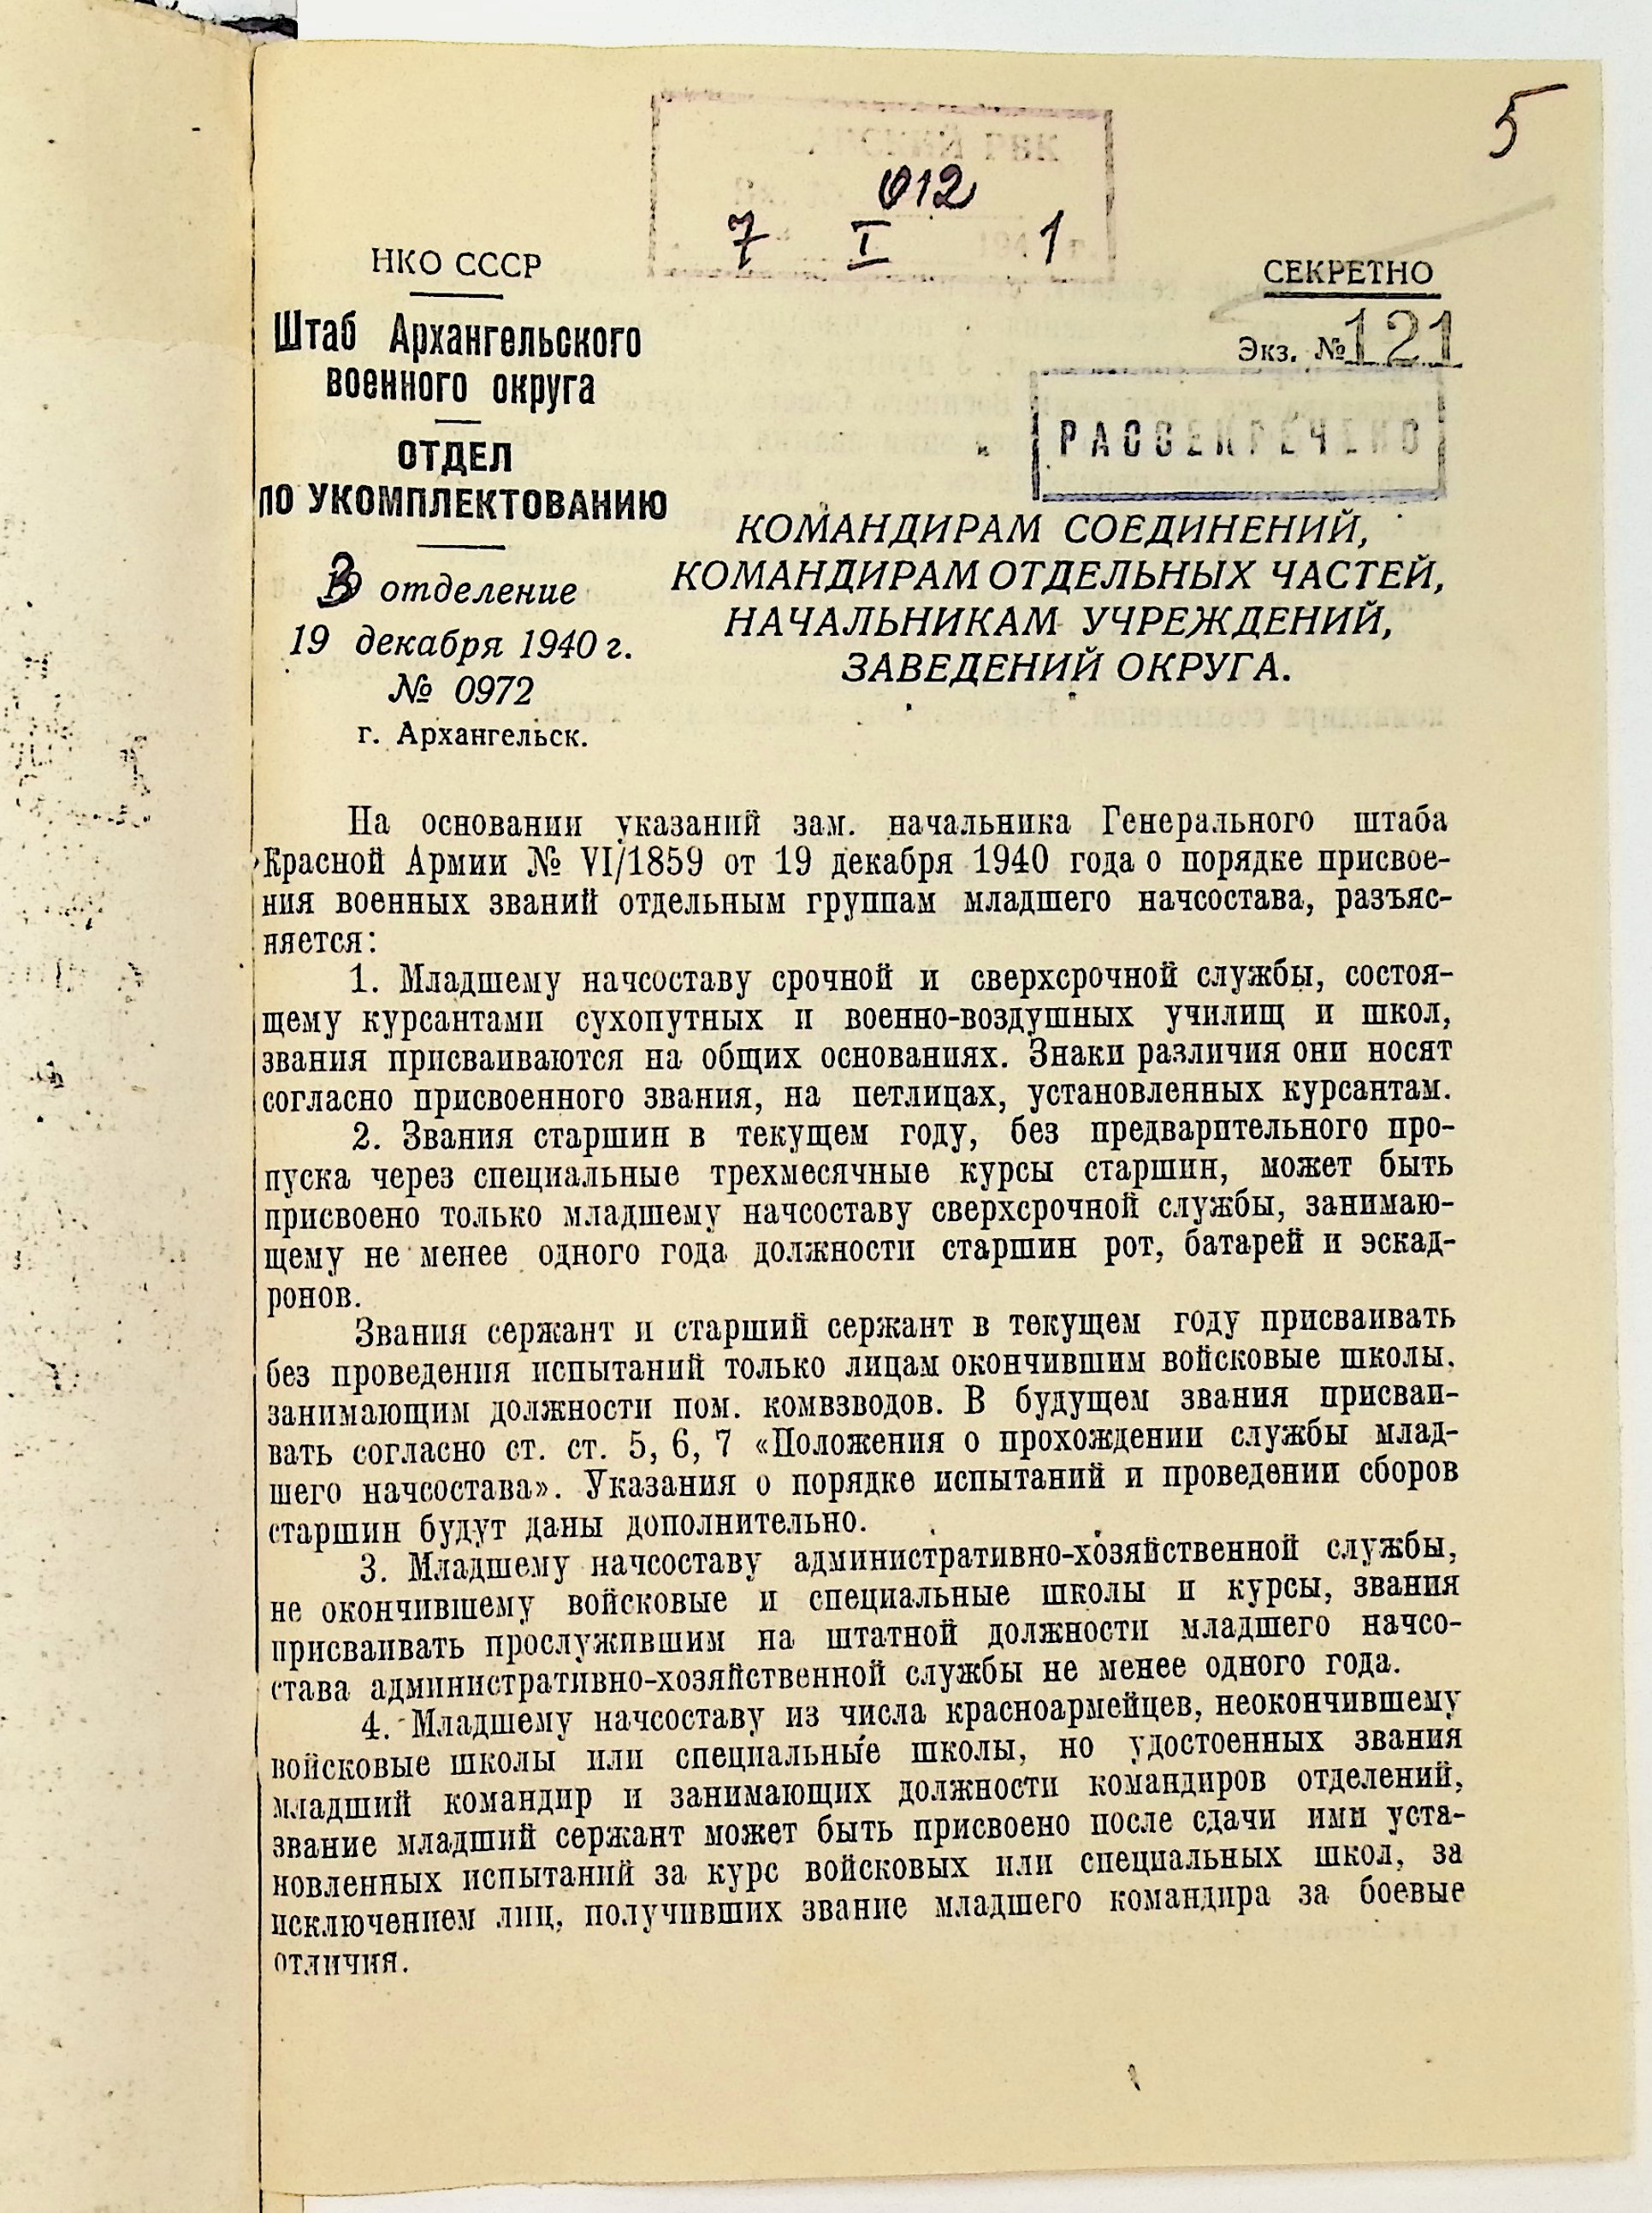 5
РВК
012
7 I 1941 г.
НКО СССР
СЕКРЕТНО
Штаб Архангельского
военного округа
Экз. № 121
РАССЕКРЕЧЕНО
ОТДЕЛ
ПО УКОМПЛЕКТОВАНИЮ
КОМАНДИРАМ СОЕДИНЕНИЙ,
КОМАНДИРАМ ОТДЕЛЬНЫХ ЧАСТЕЙ,
НАЧАЛЬНИКАМ УЧРЕЖДЕНИЙ,
ЗАВЕДЕНИЙ ОКРУГА.
3 отделение
19 декабря 1940 г.
№ 0972
г. Архангельск.
На основании указаний зам. начальника Генерального штаба
Красной Армии № VI/1859 от 19 декабря 1940 года о порядке присвое-
ния военных званий отдельным группам младшего начсостава, разъяс-
няется:
1. Младшему начсоставу срочной и сверхсрочной службы, состоя-
щему курсантами сухопутных и военно-воздушных училищ и школ,
звания присваиваются на общих основаниях. Знаки различия они носят
согласно присвоенного звания, на петлицах, установленных курсантам.
2. Звания старшин в текущем году, без предварительного про-
пуска через специальные трехмесячные курсы старшин, может быть
присвоено только младшему начсоставу сверхсрочной службы, занимаю-
щему не менее одного года должности старшин рот, батарей и эскад-
ронов.
Звания сержант и старший сержант в текущем году присваивать
без проведения испытаний только лицам окончившим войсковые школы,
занимающим должности пом. комвзводов. В будущем звания присваи-
вать согласно ст. ст. 5, 6, 7 «Положения о прохождении службы млад-
шего начсостава». Указания о порядке испытаний и проведении сборов
старшин будут даны дополнительно.
3. Младшему начсоставу административно-хозяйственной службы,
не окончившему войсковые и специальные школы и курсы, звания
присваивать прослужившим на штатной должности младшего начсо-
става административно-хозяйственной службы не менее одного года.
4. Младшему начсоставу из числа красноармейцев, неокончившему
войсковые школы или специальные школы, но удостоенных звания
младший командир и занимающих должности командиров отделений,
звание младший сержант может быть присвоено после сдачи ими уста-
новленных испытаний за курс войсковых или специальных школ, за
исключением лиц, получивших звание младшего командира за боевые
отличия.